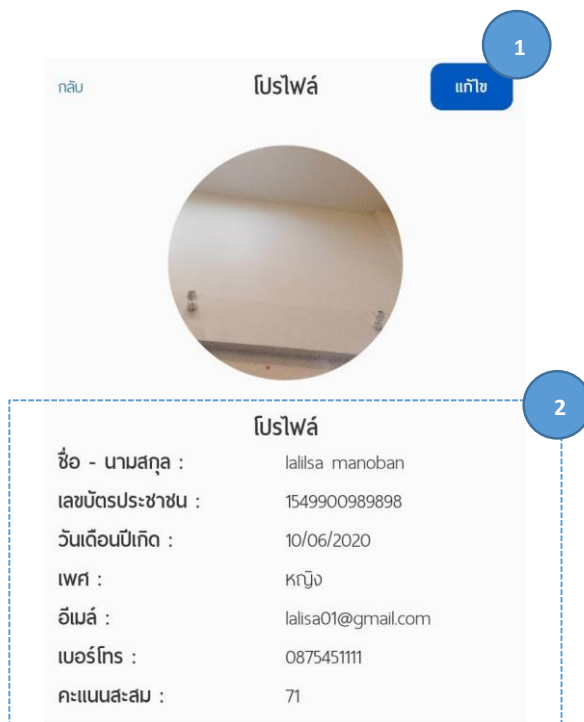 1
กลับ โปรไฟล์ แก้ไข
2
โปรไฟล์
ชื่อ - นามสกุล : lalilsa manoban
เลขบัตรประชาชน : 1549900989898
วันเดือนปีเกิด : 10/06/2020
เพศ : หญิง
อีเมล์ : lalisa01@gmail.com
เบอร์โทร : 0875451111
คะแนนสะสม : 71